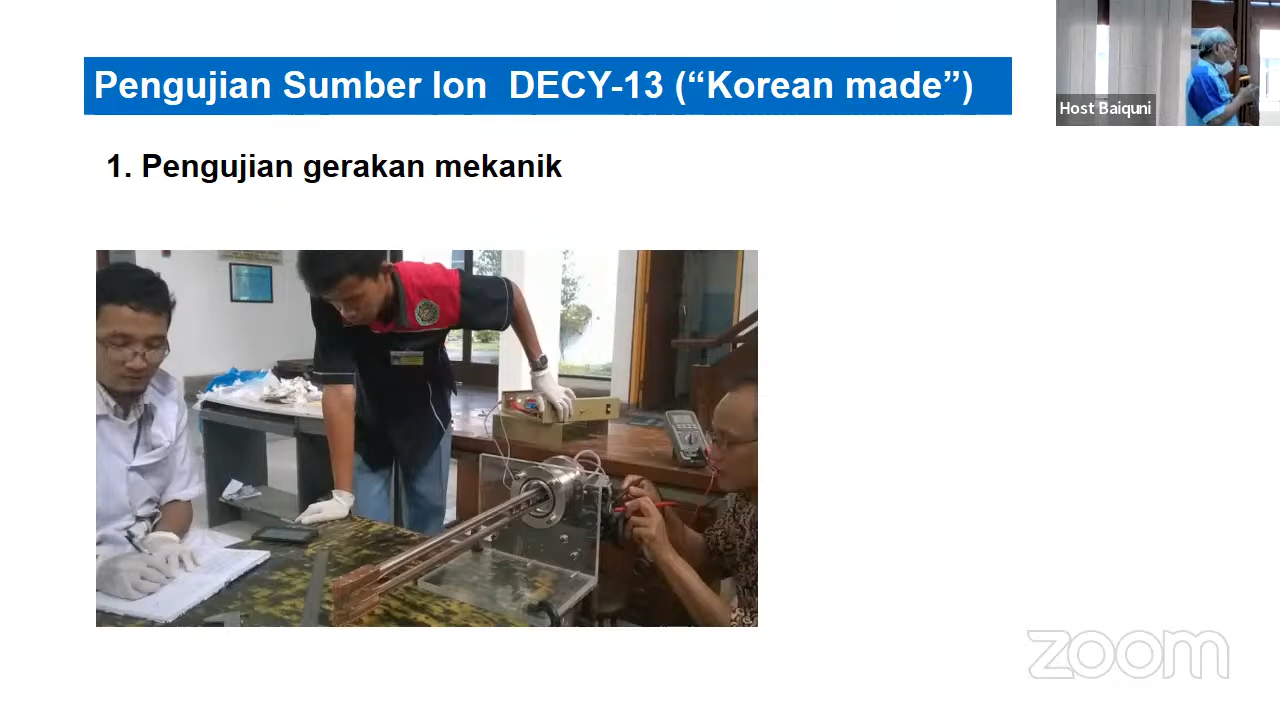 Pengujian Sumber Ion DECY-13 (“Korean made”)
Host Baiquni
1. Pengujian gerakan mekanik
zoom